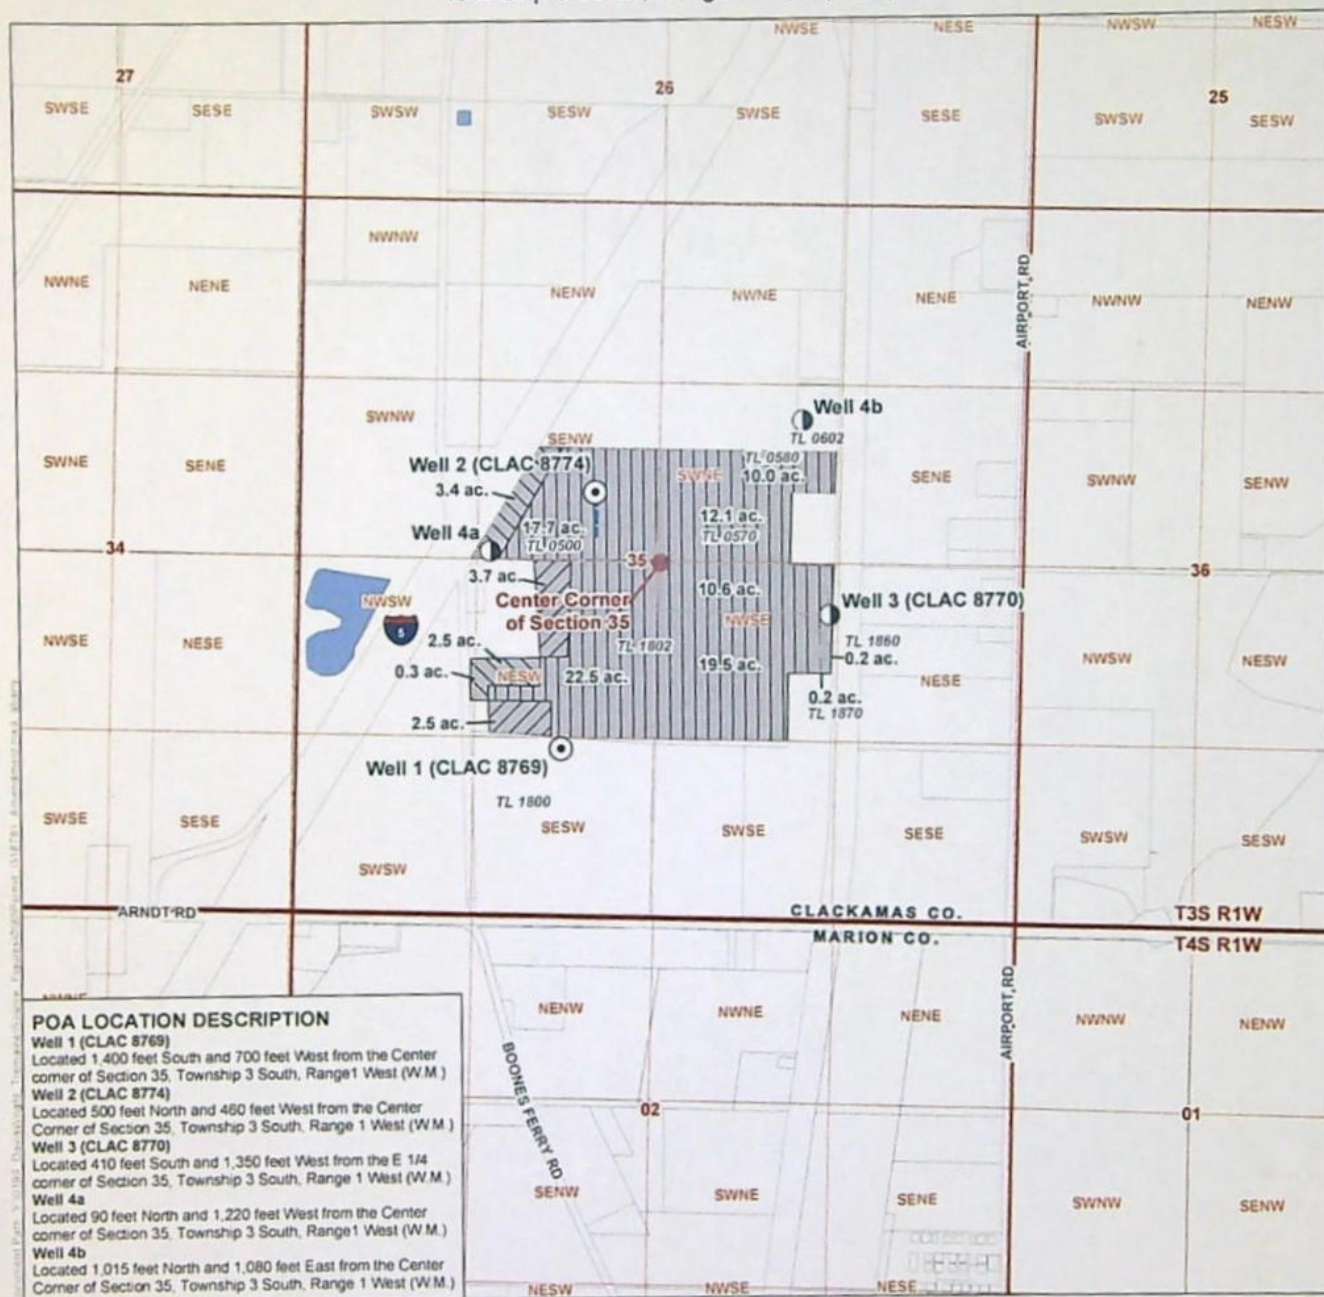 NWSE NESE NWSW NESW
27 26 25
SWSE SESE SWSW SESW SWSE SESE SWSW SESW
NWNW
NWNE NENE NENW NWNE NENE NWNW NENW
AIRPORT RD
SWNW
Well 4b
TL 0602
SENW
SWNE SENE
Well 2 (CLAC 8774)
TL 0580
SWNE 10.0 ac. SENE SWNW SENW
3.4 ac.
Well 4a
17.7 ac. 12.1 ac.
TL 0500 TL 0570
34 35 36
3.7 ac.
10.6 ac.
Center Corner
of Section 35
NWSW
5
Well 3 (CLAC 8770)
NWSE
NWSE NESE
2.5 ac.
TL 1802
TL 1860
0.2 ac.
NWSW NESW
0.3 ac.
NESW 22.5 ac. 19.5 ac.
NESE
0.2 ac.
TL 1870
2.5 ac.
Well 1 (CLAC 8769)
TL 1800
SWSE SESE SESW SWSE SESE SWSW SESW
SWSW
ARNDT RD
CLACKAMAS CO.
MARION CO.
T3S R1W
T4S R1W
AIRPORT RD
NENW NWNE NENE NWNW NENW
BOONES FERRY RD
02 01
SENW SWNE SENE SWNW SENW
NESW NWSE NESE
POA LOCATION DESCRIPTION
Well 1 (CLAC 8769)
Located 1,400 feet South and 700 feet West from the Center
corner of Section 35, Township 3 South, Range1 West (W.M.)
Well 2 (CLAC 8774)
Located 500 feet North and 460 feet West from the Center
Corner of Section 35, Township 3 South, Range 1 West (W.M.)
Well 3 (CLAC 8770)
Located 410 feet South and 1,350 feet West from the E 1/4
corner of Section 35, Township 3 South, Range 1 West (W.M.)
Well 4a
Located 90 feet North and 1,220 feet West from the Center
corner of Section 35, Township 3 South, Range1 West (W.M.)
Well 4b
Located 1,015 feet North and 1,080 feet East from the Center
Corner of Section 35, Township 3 South, Range 1 West (W.M.)